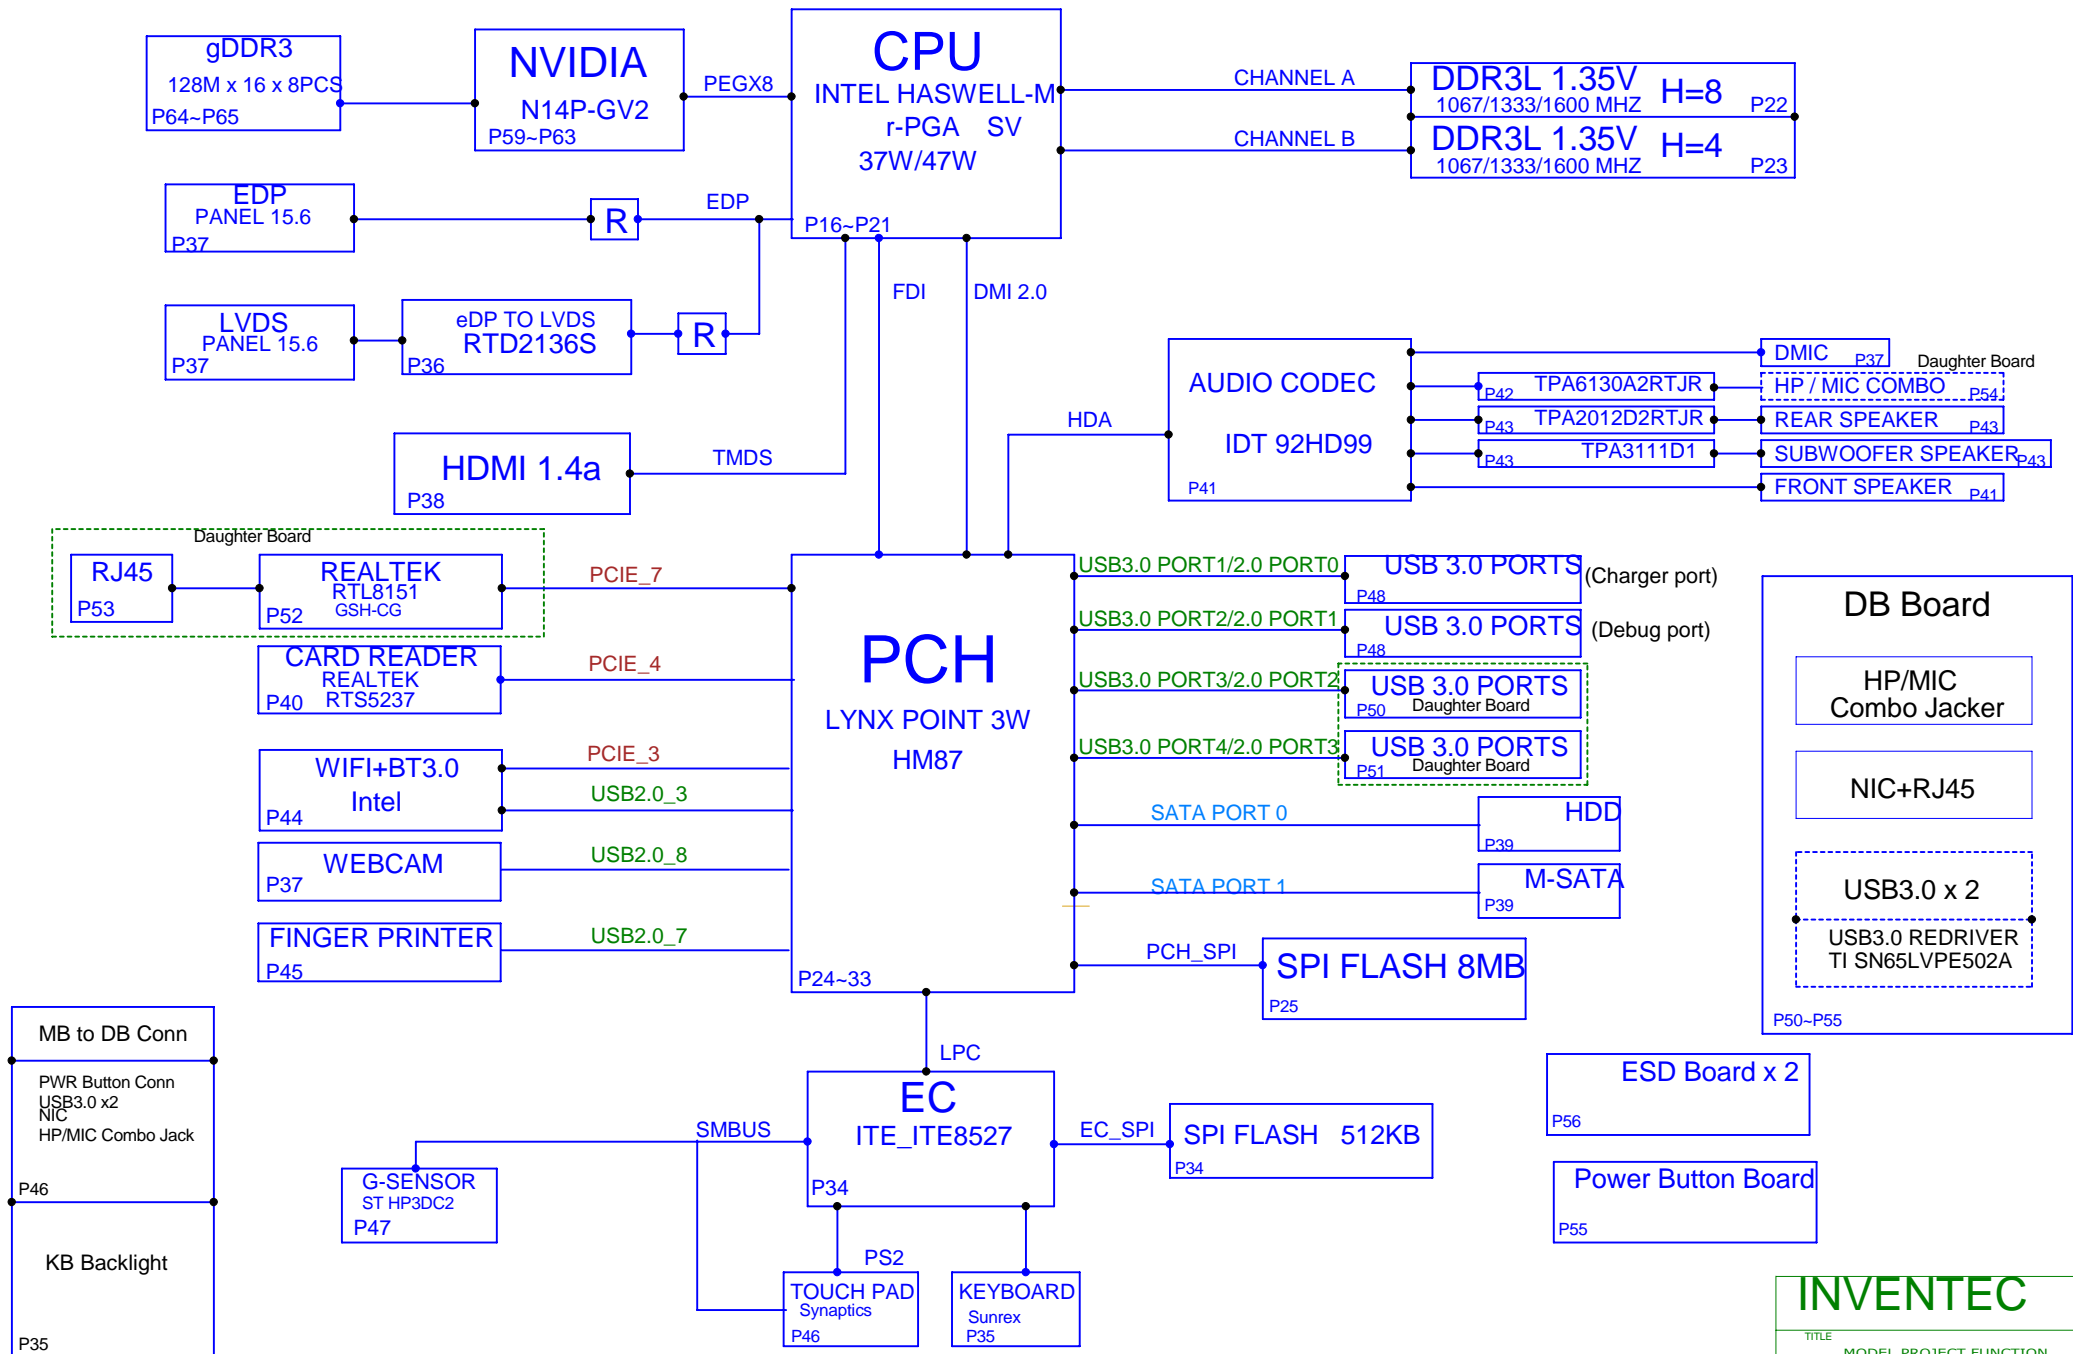 gDDR3
128M x 16 x 8PCS
P64~P65
NVIDIA
N14P-GV2
P59~P63
PEGX8
CPU
INTEL HASWELL-M
r-PGA SV
37W/47W
P16~P21
CHANNEL A
CHANNEL B
DDR3L 1.35V H=8
1067/1333/1600 MHZ P22
DDR3L 1.35V H=4
1067/1333/1600 MHZ P23
EDP
PANEL 15.6
P37
R
EDP
LVDS
PANEL 15.6
P37
eDP TO LVDS
RTD2136S
P36
R
FDI
DMI 2.0
HDMI 1.4a
P38
TMDS
HDA
AUDIO CODEC
IDT 92HD99
P41
DMIC P37
Daughter Board
P42 TPA6130A2RTJR
HP / MIC COMBO P54
P43 TPA2012D2RTJR
REAR SPEAKER P43
P43 TPA3111D1
SUBWOOFER SPEAKER P43
FRONT SPEAKER P41
Daughter Board
RJ45
P53
REALTEK
RTL8151
GSH-CG
P52
PCIE_7
CARD READER
REALTEK
RTS5237
P40
PCIE_4
WIFI+BT3.0
Intel
P44
PCIE_3
USB2.0_3
WEBCAM
P37
USB2.0_8
FINGER PRINTER
P45
USB2.0_7
PCH
LYNX POINT 3W
HM87
P24~33
USB3.0 PORT1/2.0 PORT0
USB 3.0 PORTS
P48
(Charger port)
USB3.0 PORT2/2.0 PORT1
USB 3.0 PORTS
P48
(Debug port)
USB3.0 PORT3/2.0 PORT2
USB 3.0 PORTS
Daughter Board
P50
USB3.0 PORT4/2.0 PORT3
USB 3.0 PORTS
Daughter Board
P51
SATA PORT 0
HDD
P39
SATA PORT 1
M-SATA
P39
PCH_SPI
SPI FLASH 8MB
P25
DB Board
HP/MIC
Combo Jacker
NIC+RJ45
USB3.0 x 2
USB3.0 REDRIVER
TI SN65LVPE502A
P50~P55
MB to DB Conn
PWR Button Conn
USB3.0 x2
NIC
HP/MIC Combo Jack
P46
KB Backlight
P35
LPC
EC
ITE_ITE8527
P34
SMBUS
G-SENSOR
ST HP3DC2
P47
EC_SPI
SPI FLASH 512KB
P34
PS2
TOUCH PAD
Synaptics
P46
KEYBOARD
Sunrex
P35
ESD Board x 2
P56
Power Button Board
P55
INVENTEC
TITLE
MODEL,PROJECT,FUNCTION